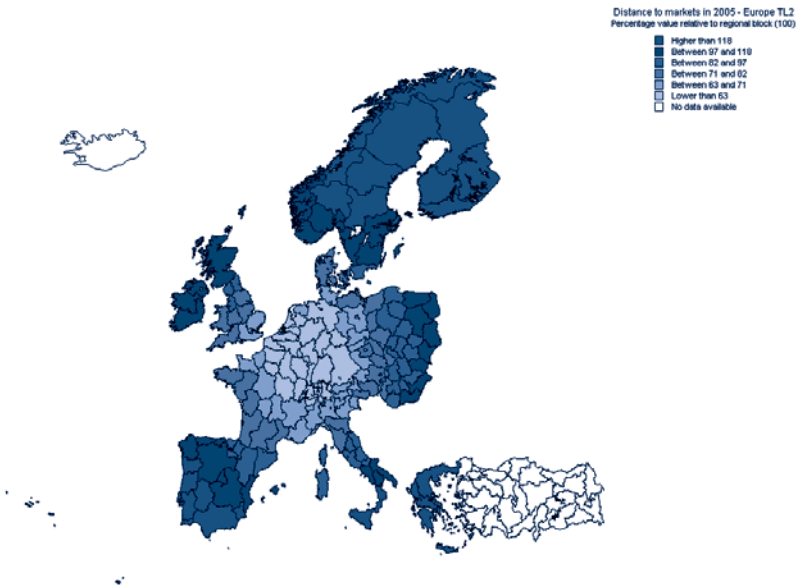 Distance to markets in 2005 - Europe TL2
Percentage value relative to regional block (100)
Higher than 118
Between 97 and 118
Between 82 and 97
Between 71 and 82
Between 63 and 71
Lower than 63
No data available